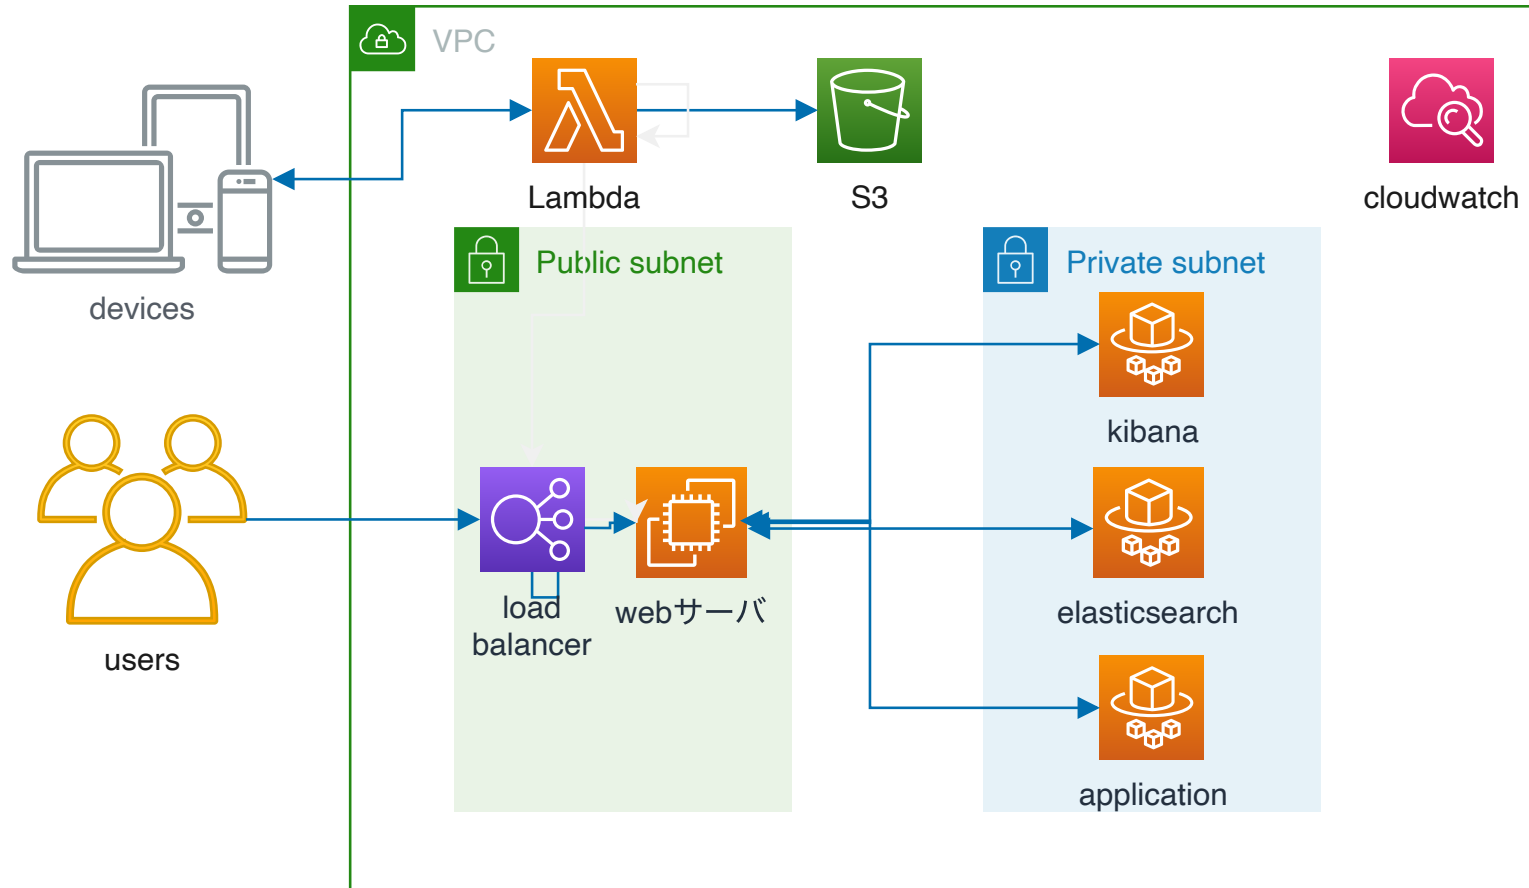 VPC
Lambda
S3
cloudwatch
devices
Public subnet
Private subnet
kibana
load
balancer
webサーバ
elasticsearch
users
application